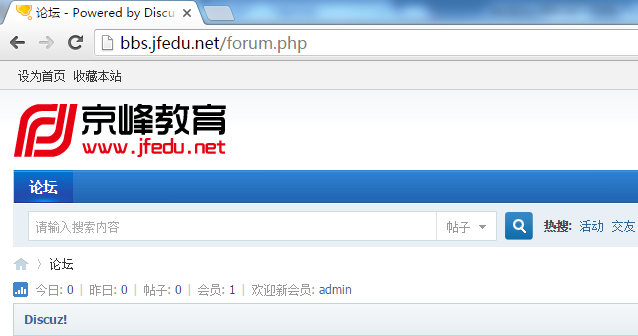 论坛 - Powered by Discu
bbs.jfedu.net/forum.php
设为首页 收藏本站
京峰教育
www.jfedu.net
论坛
请输入搜索内容 帖子 热搜: 活动 交友
〉论坛
今日: 0 | 昨日: 0 | 帖子: 0 | 会员: 1 | 欢迎新会员: admin
Discuz!